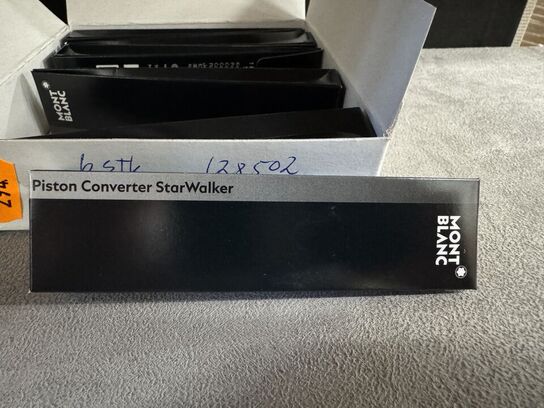 MONT
BLANC
6 stk 128502
Piston Converter StarWalker
MONT
BLANC